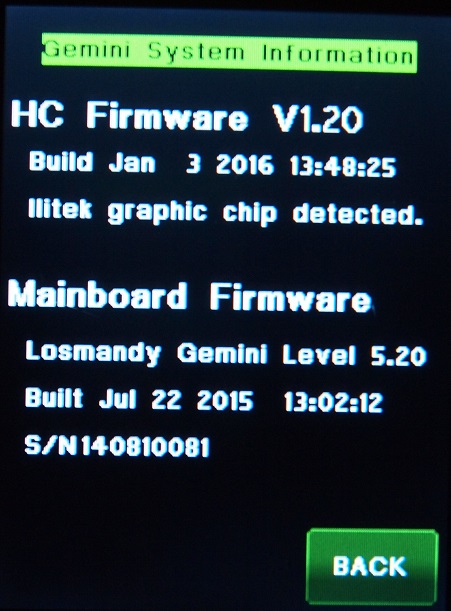 Gemini System Information
HC Firmware V1.20
Build Jan 3 2016 13:48:25
Ilitek graphic chip detected.
Mainboard Firmware
Losmandy Gemini Level 5.20
Built Jul 22 2015 13:02:12
S/N140810081
BACK